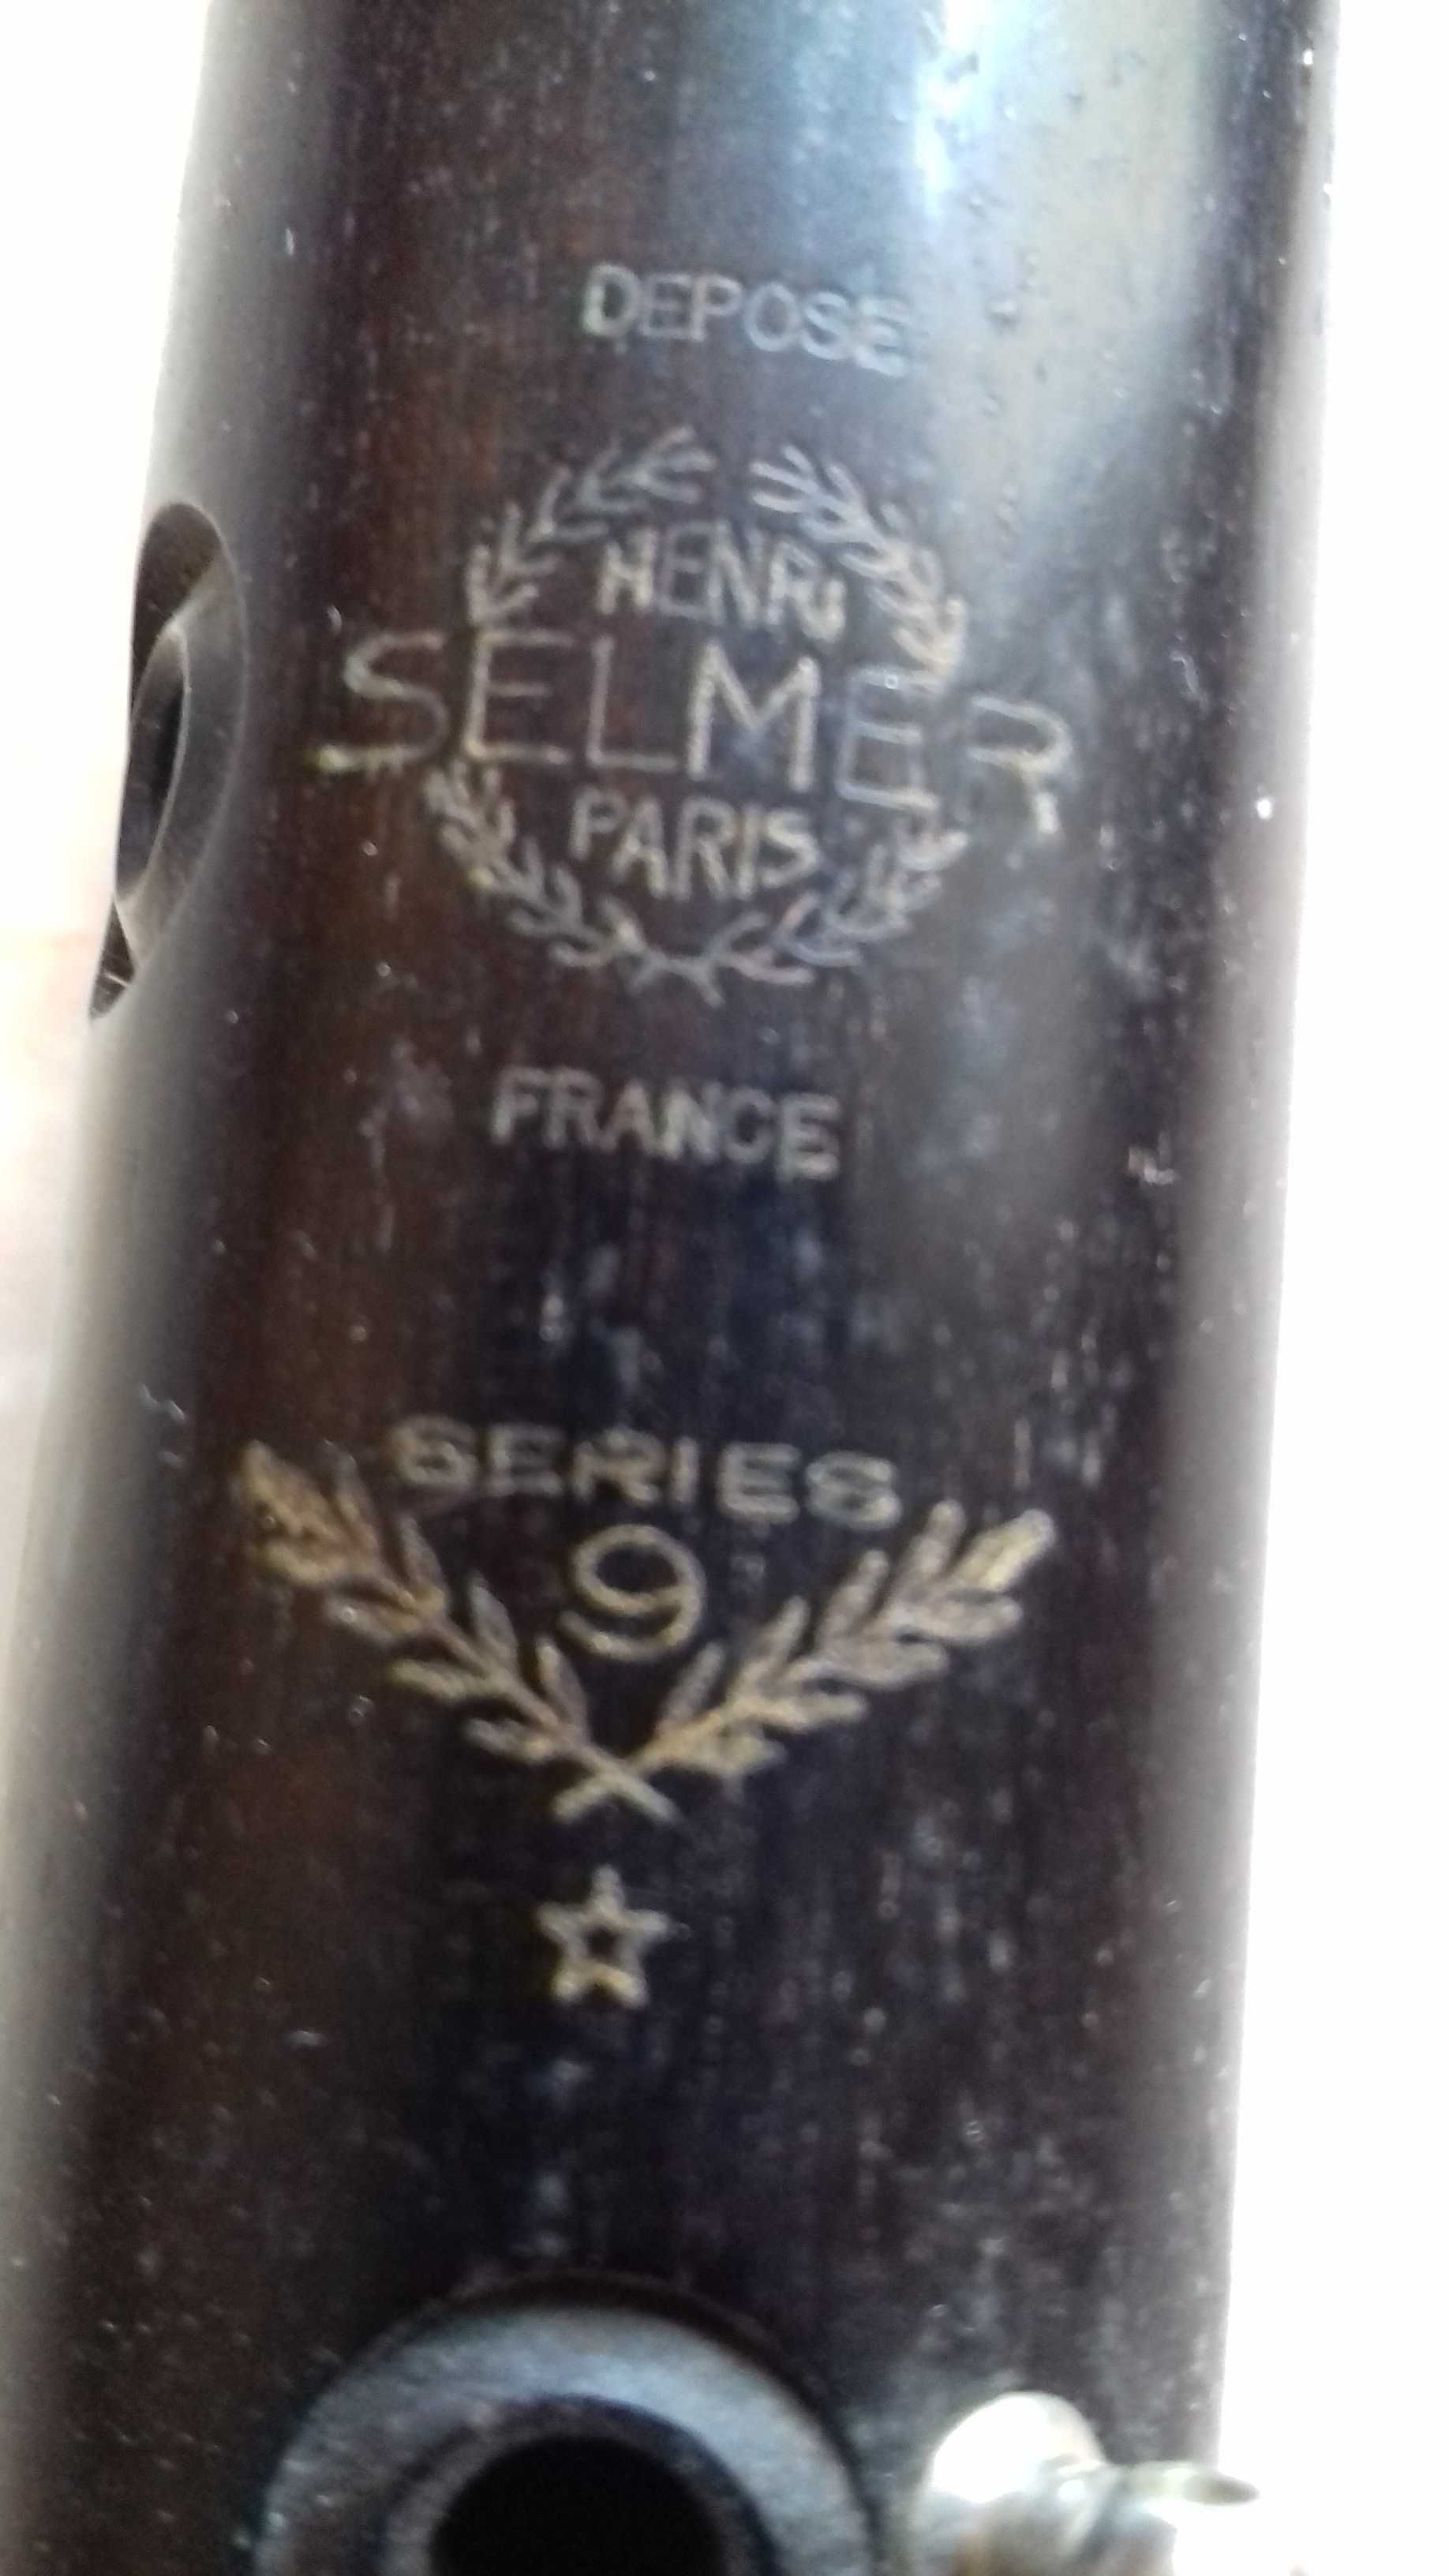 DEPOSE
HENRI
SELMER
PARIS
FRANCE
SERIES
9